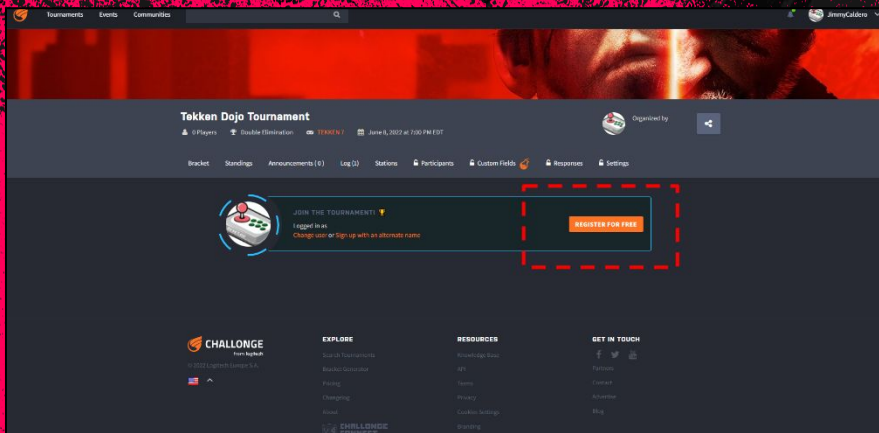 Tournaments Events Communities JimmyCaldero
Tekken Dojo Tournament
0 Players Double Elimination TEKKEN 7 June 8, 2022 at 7:00 PM EDT
Organized by
Bracket Standings Announcements (0) Log (1) Stations Participants Custom Fields Responses Settings
JOIN THE TOURNAMENT!
Logged in as
Change user or Sign up with an alternate name
REGISTER FOR FREE
CHALLONGE
from logitech
© 2022 Logitech Europe S.A.
EXPLORE
Search Tournaments
Bracket Generator
Pricing
Changelog
About
CHALLONGE
CONNECT
RESOURCES
Knowledge Base
API
Terms
Privacy
Cookie Settings
Branding
GET IN TOUCH
Partners
Contact
Advertise
Blog